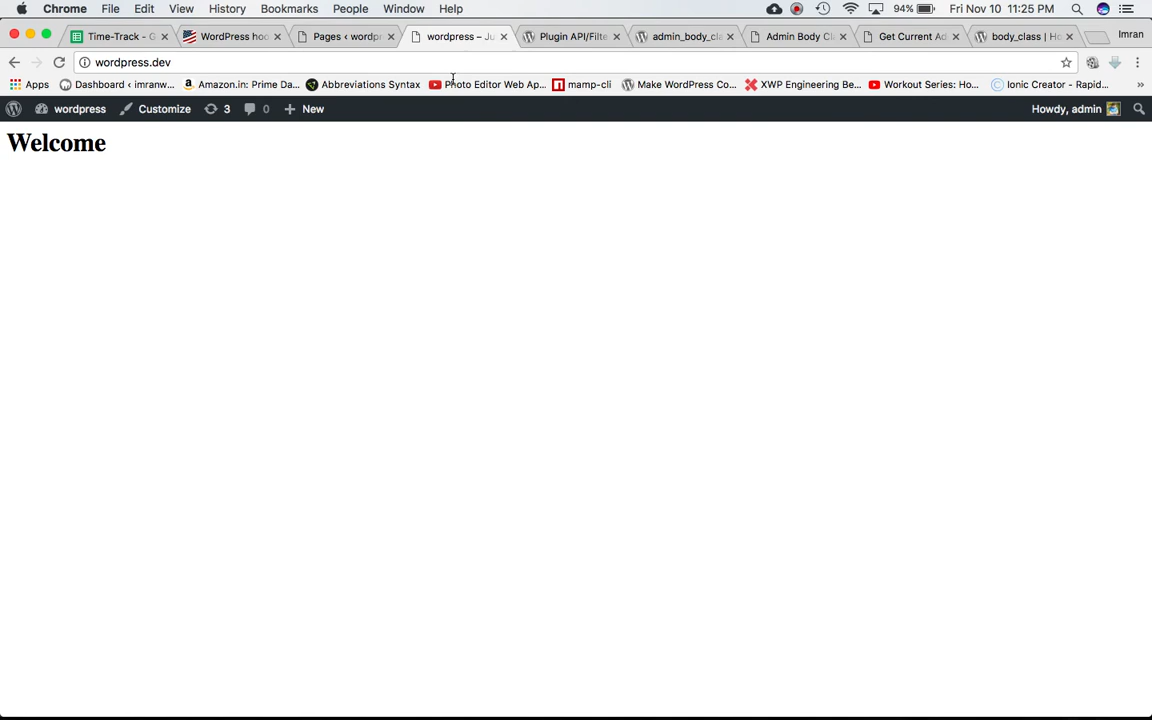 Chrome File Edit View History Bookmarks People Window Help 94% Fri Nov 10 11:25 PM
Time-Track - G WordPress hoo Pages ‹ wordpr wordpress – Ju Plugin API/Filte admin_body_cla Admin Body Cl Get Current Ad body_class | Ho Imran
wordpress.dev
Apps Dashboard ‹ imranw... Amazon.in: Prime Da... Abbreviations Syntax Photo Editor Web Ap... mamp-cli Make WordPress Co... XWP Engineering Be... Workout Series: Ho... Ionic Creator - Rapid... »
wordpress Customize 3 0 New Howdy, admin
Welcome